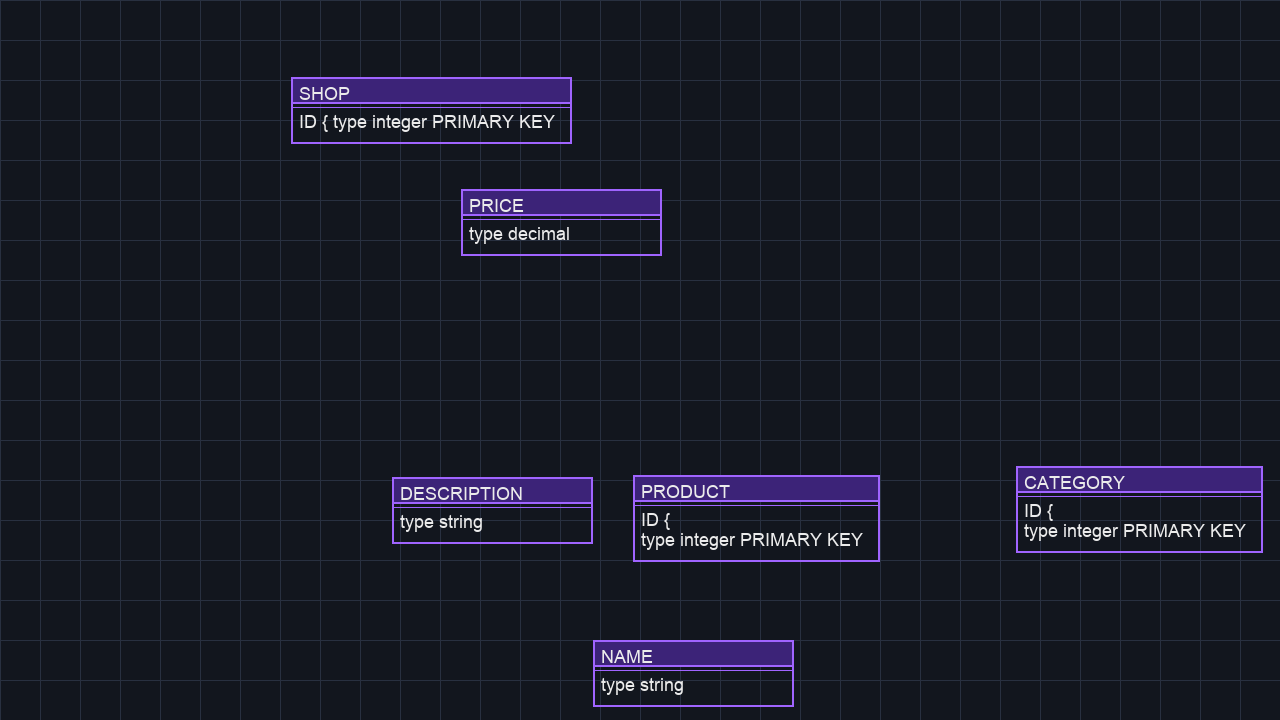 SHOP
ID { type integer PRIMARY KEY
PRICE
type decimal
DESCRIPTION
type string
PRODUCT
ID {
type integer PRIMARY KEY
CATEGORY
ID {
type integer PRIMARY KEY
NAME
type string